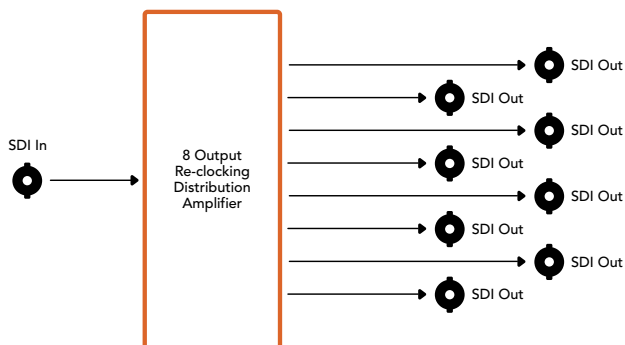 SDI In
8 Output
Re-clocking
Distribution
Amplifier
SDI Out
SDI Out
SDI Out
SDI Out
SDI Out
SDI Out
SDI Out
SDI Out